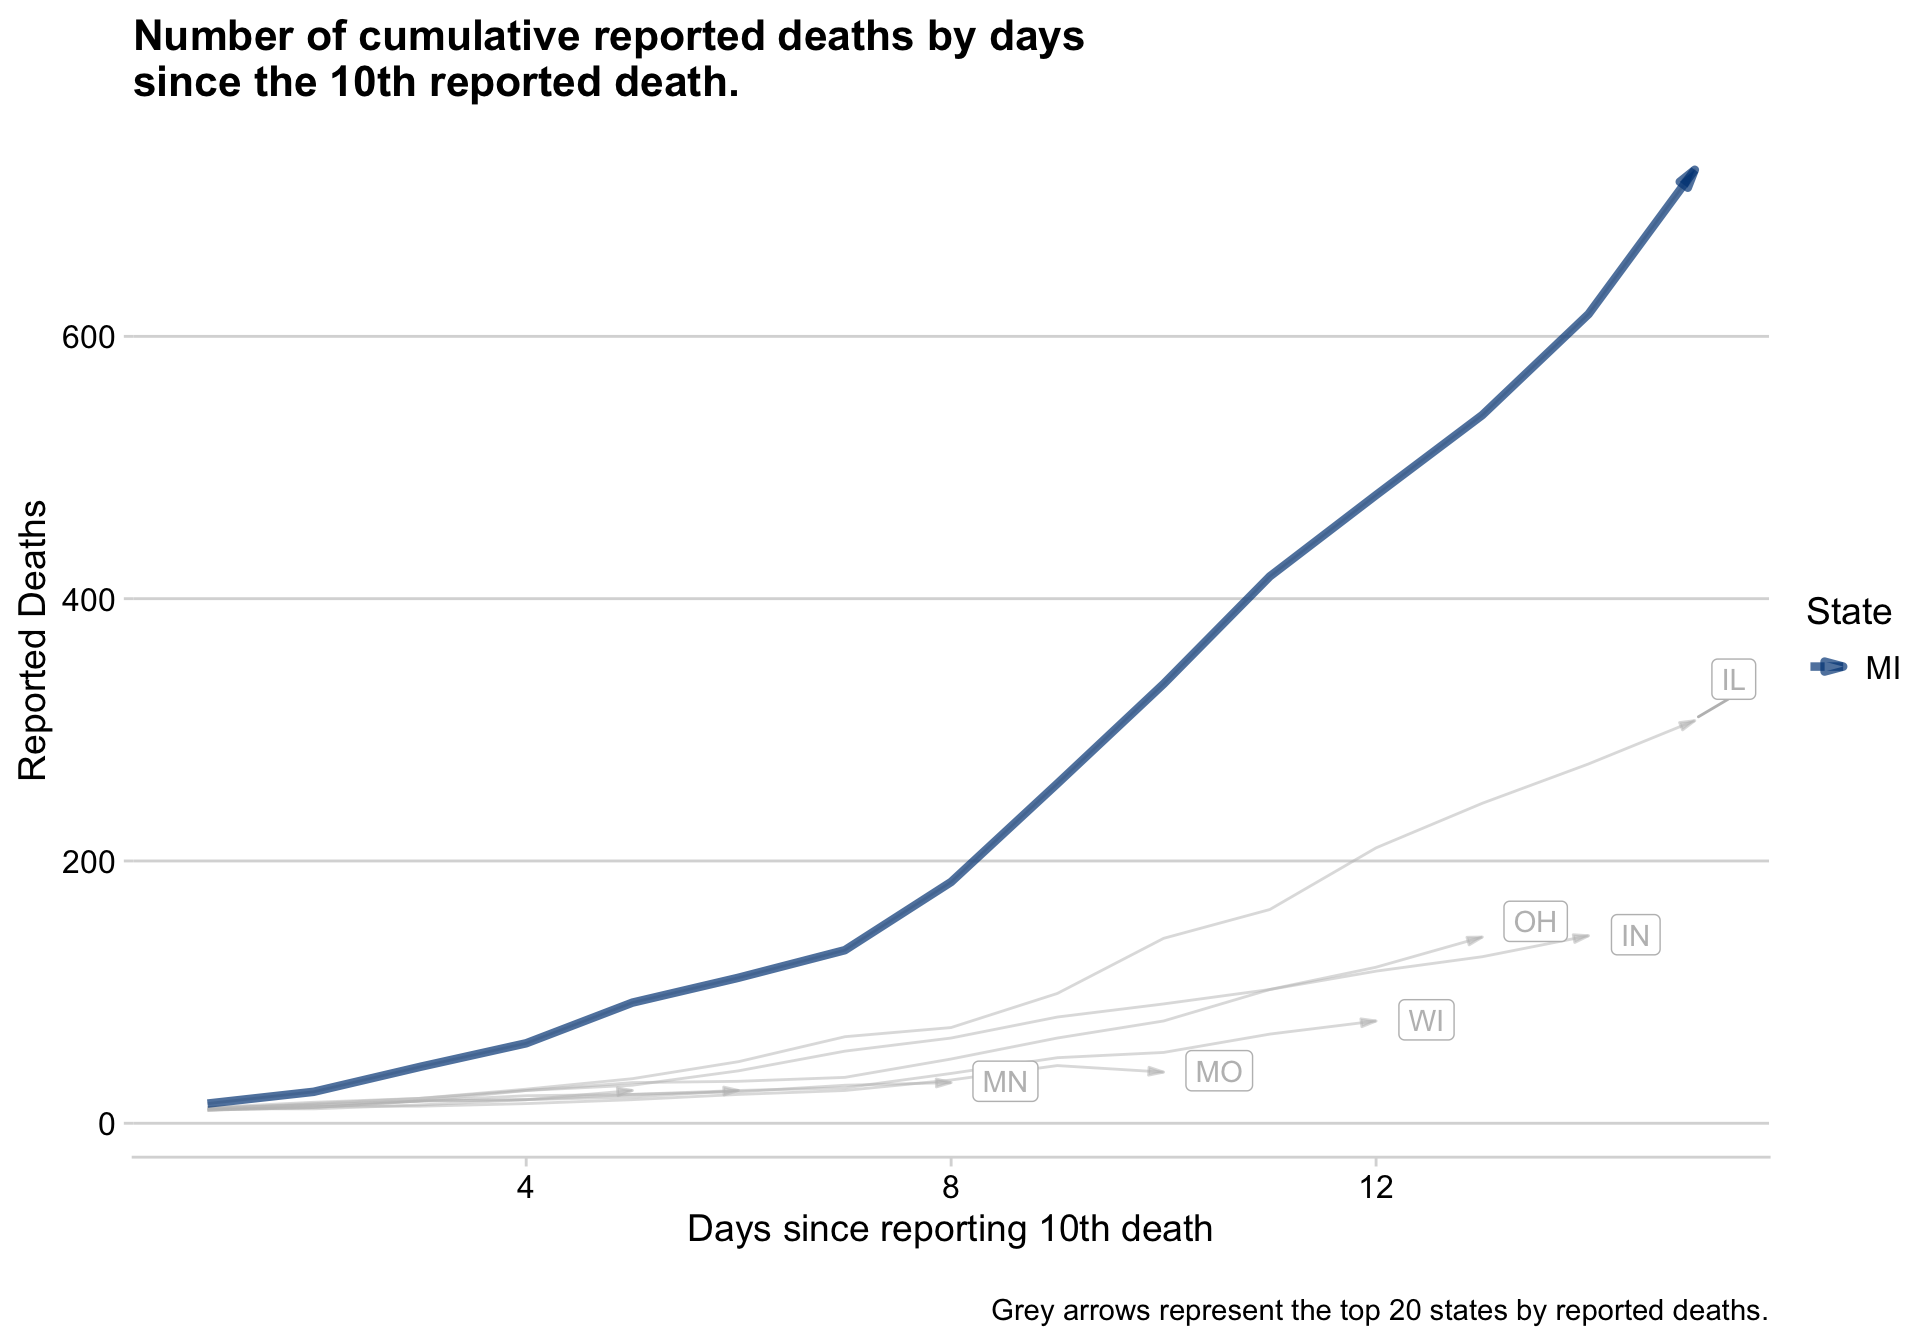 Number of cumulative reported deaths by days
since the 10th reported death.
Reported Deaths
600
400
200
0
4
8
12
Days since reporting 10th death
IL
OH
IN
WI
MO
MN
State
MI
Grey arrows represent the top 20 states by reported deaths.